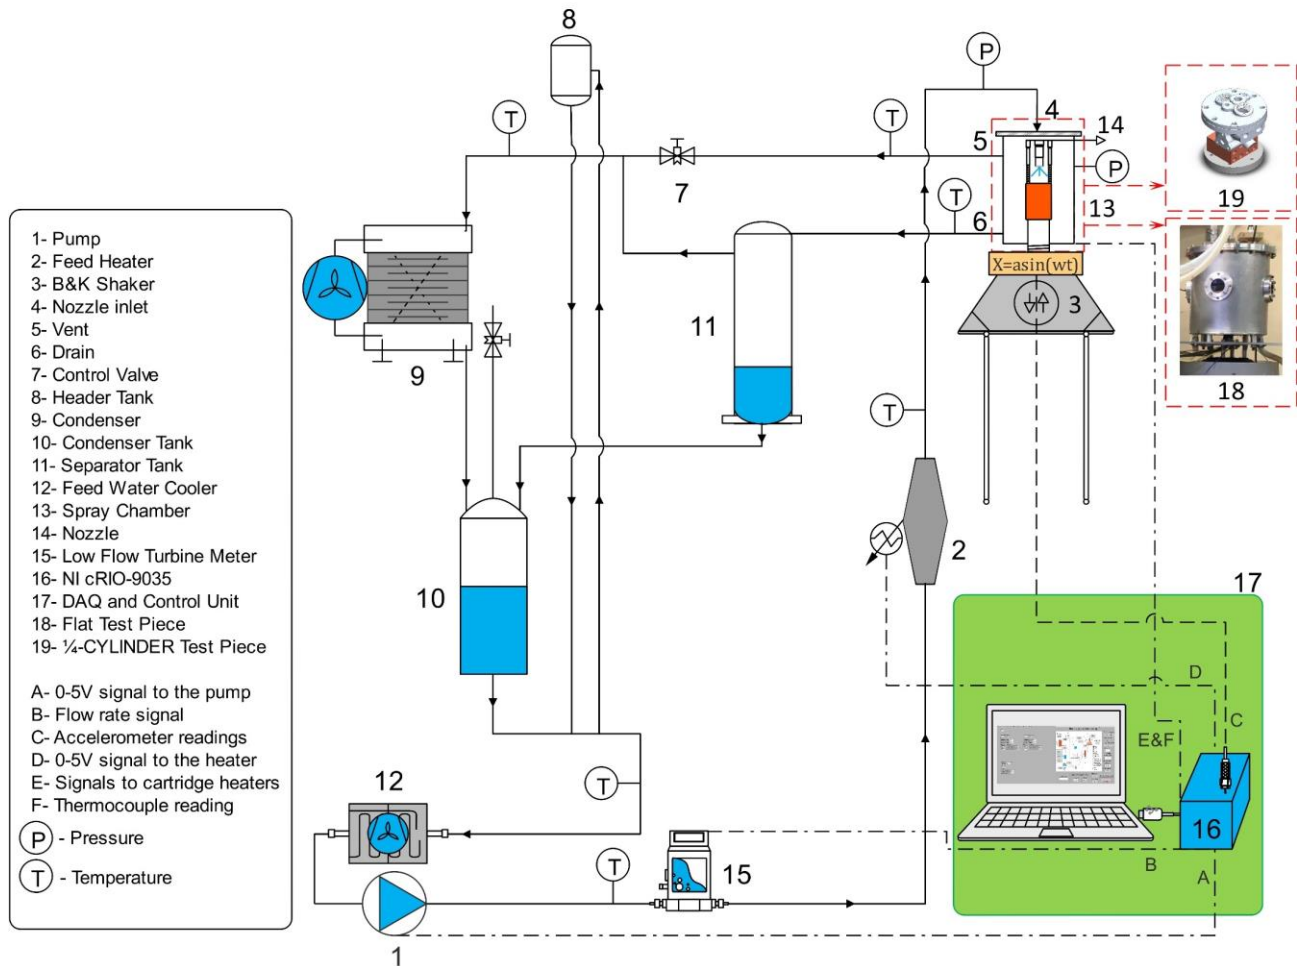 8
P
4
14
T
T
5
P
7
19
1- Pump
2- Feed Heater
3- B&K Shaker
4- Nozzle inlet
5- Vent
6- Drain
7- Control Valve
8- Header Tank
9- Condenser
10- Condenser Tank
11- Separator Tank
12- Feed Water Cooler
13- Spray Chamber
14- Nozzle
15- Low Flow Turbine Meter
16- NI cRIO-9035
17- DAQ and Control Unit
18- Flat Test Piece
19- ¼-CYLINDER Test Piece
A- 0-5V signal to the pump
B- Flow rate signal
C- Accelerometer readings
D- 0-5V signal to the heater
E- Signals to cartridge heaters
F- Thermocouple reading
P - Pressure
T - Temperature
T
6
13
X=asin(wt)
3
11
9
18
T
2
10
17
D
C
E&F
T
12
16
T
15
B
A
1